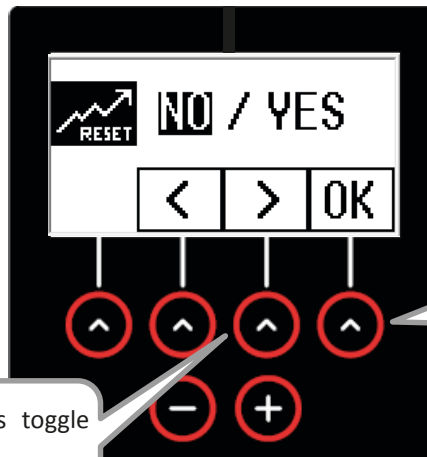 RESET
NO / YES
< > OK
^ ^ ^ ^
- +
s toggle